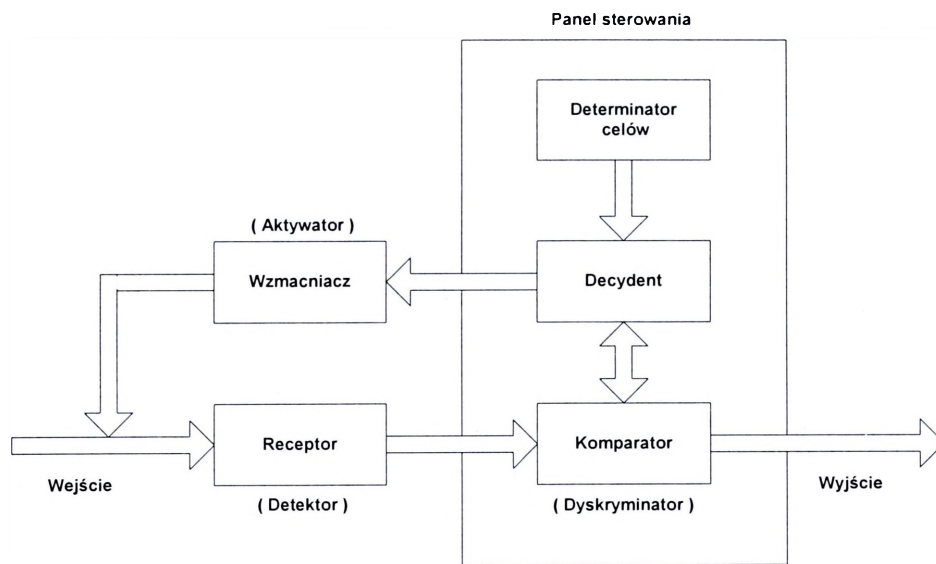 Panel sterowania
Determinator
celów
( Aktywator )
Wzmacniacz
Decydent
Receptor
Komparator
Wejście
( Detektor )
( Dyskryminator )
Wyjście